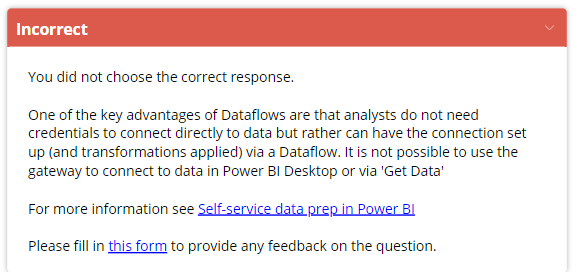 Incorrect
You did not choose the correct response.
One of the key advantages of Dataflows are that analysts do not need
credentials to connect directly to data but rather can have the connection set
up (and transformations applied) via a Dataflow. It is not possible to use the
gateway to connect to data in Power BI Desktop or via 'Get Data'
For more information see Self-service data prep in Power BI
Please fill in this form to provide any feedback on the question.